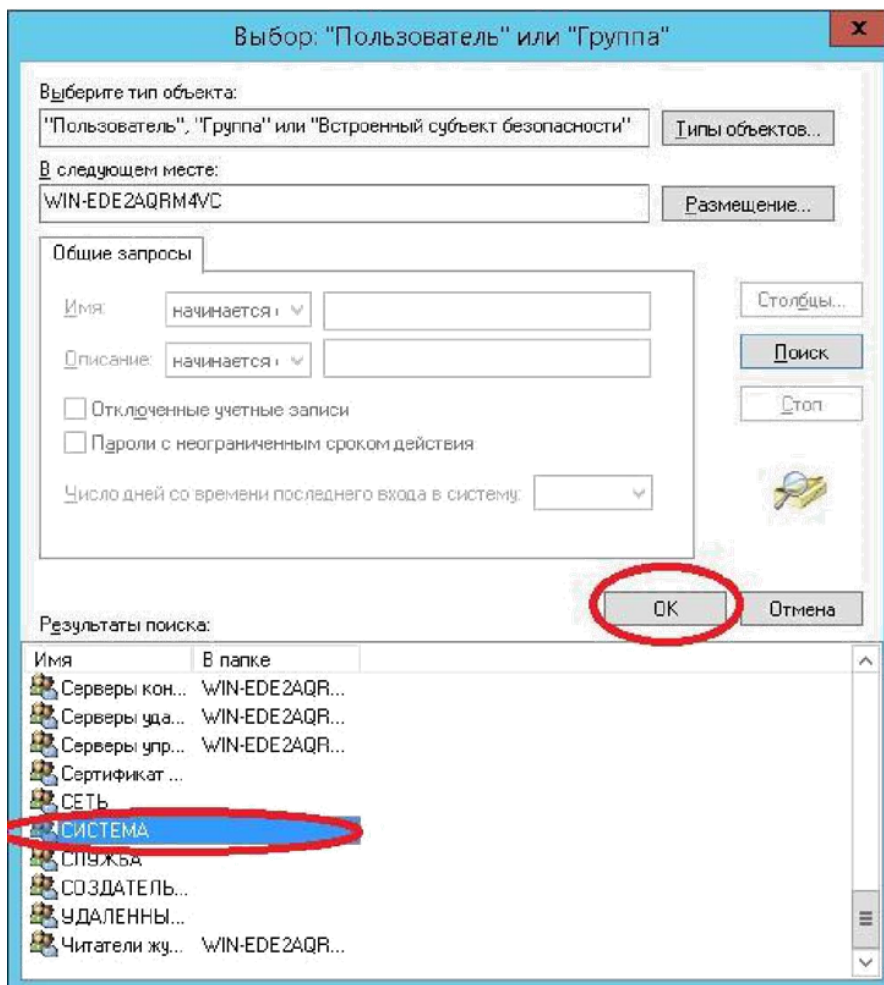 Выбор: "Пользователь" или "Группа"
x
Выберите тип объекта:
"Пользователь", "Группа" или "Встроенный субъект безопасности"
Типы объектов...
В следующем месте:
WIN-EDE2AQRM4VC
Размещение...
Общие запросы
Имя:
начинается
Столбцы...
Описание:
начинается
Поиск
Отключенные учетные записи
Стоп
Пароли с неограниченным сроком действия
Число дней со времени последнего входа в систему:
OK
Отмена
Результаты поиска:
Имя В папке
Серверы кон... WIN-EDE2AQR...
Серверы уда... WIN-EDE2AQR...
Серверы упр... WIN-EDE2AQR...
Сертификат ...
СЕТЬ
СИСТЕМА
СЛУЖБА
СОЗДАТЕЛЬ...
УДАЛЕННЫ...
Читатели жу... WIN-EDE2AQR...